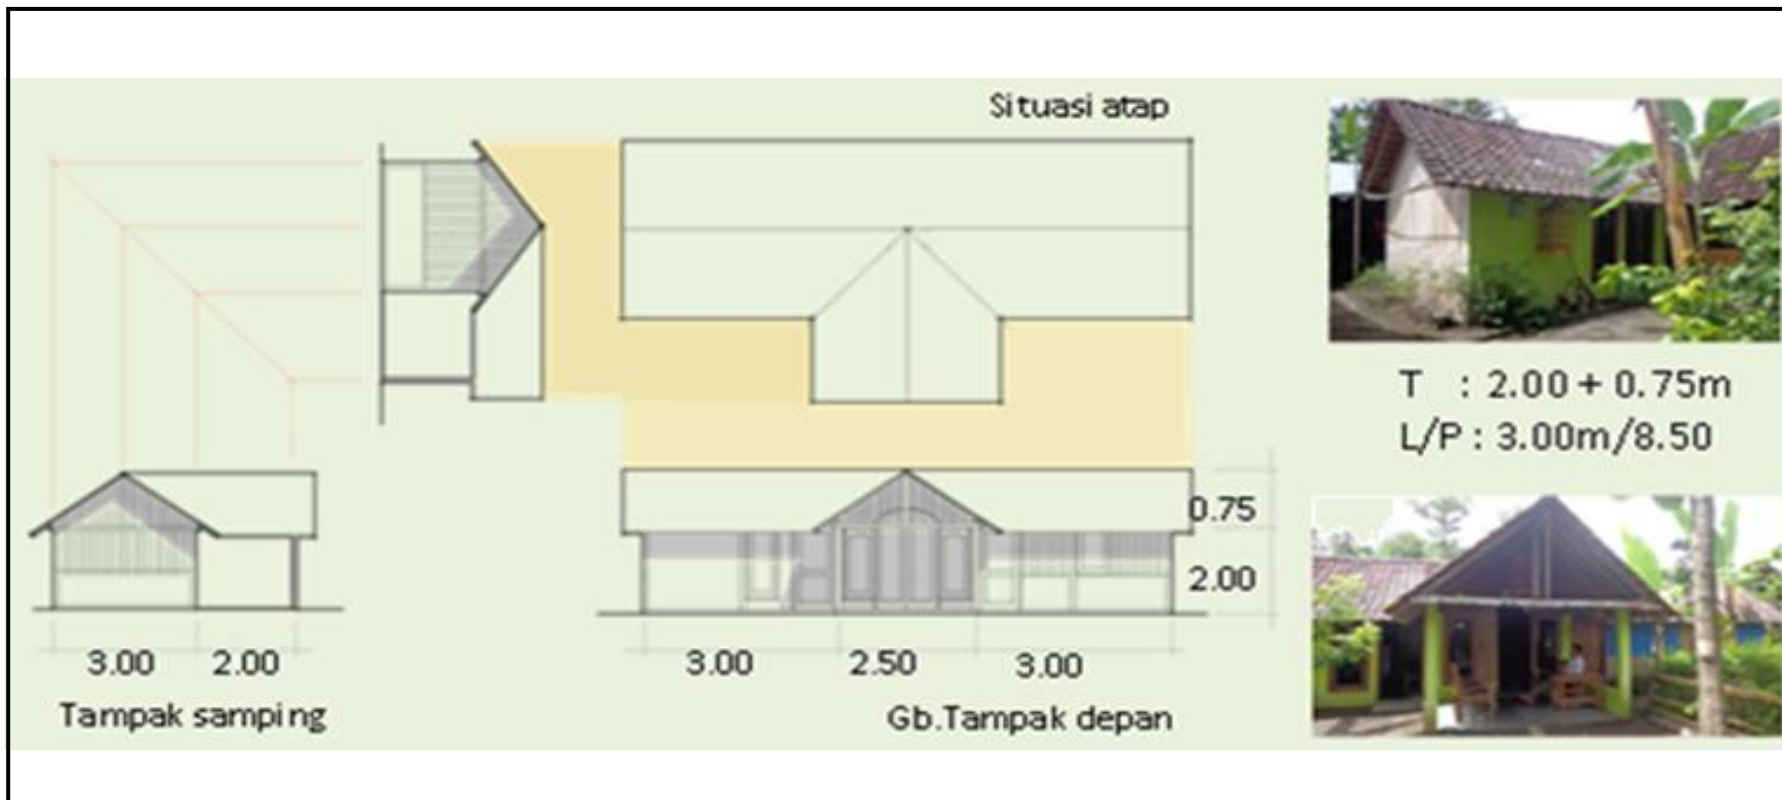 Situasi atap
T : 2.00 + 0.75m
L/P : 3.00m/8.50
0.75
2.00
3.00 2.00
3.00 2.50 3.00
Tampak samping
Gb.Tampak depan